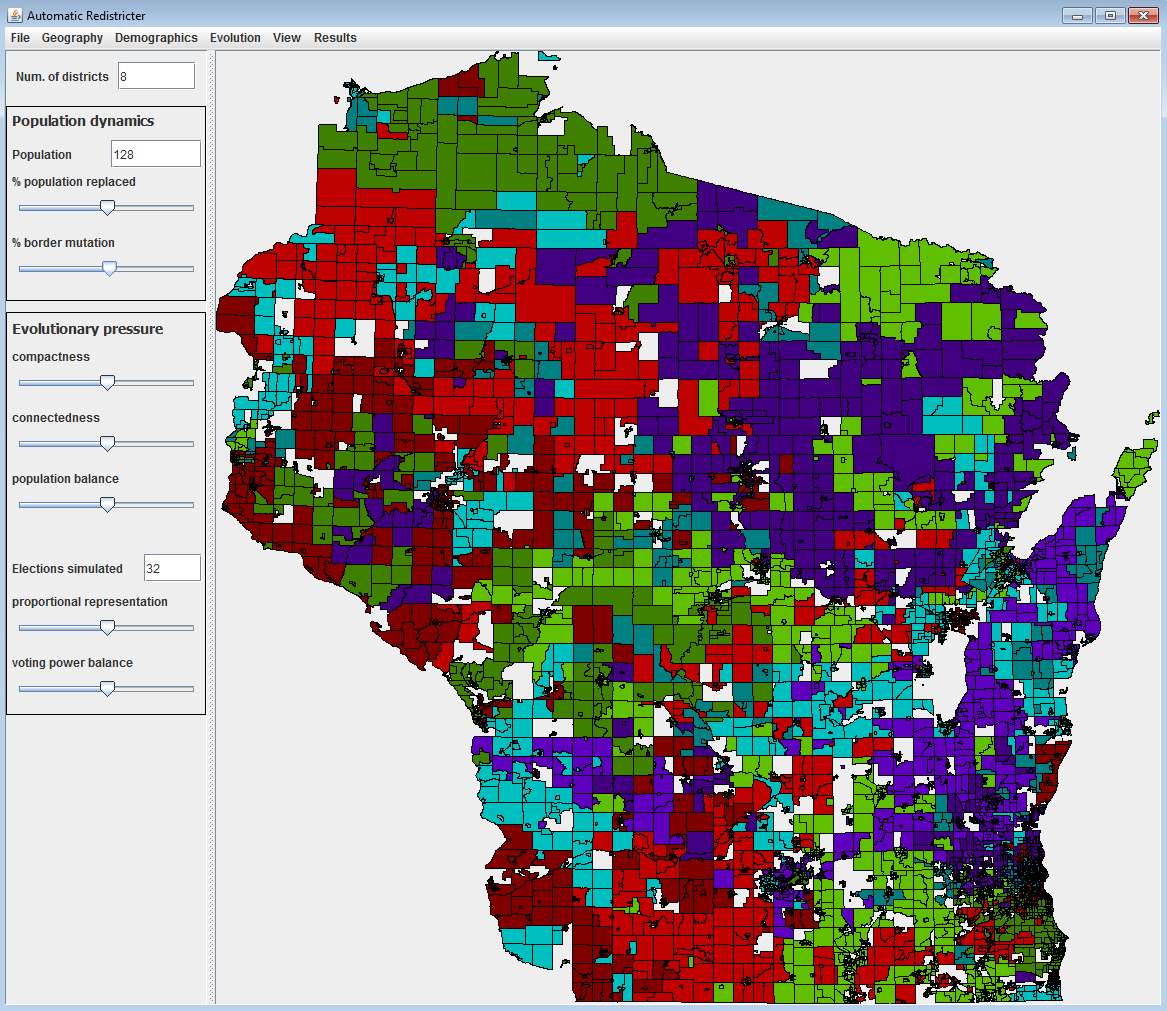 Automatic Redistricter
File Geography Demographics Evolution View Results
Num. of districts 8
Population dynamics
Population 128
% population replaced
% border mutation
Evolutionary pressure
compactness
connectedness
population balance
Elections simulated 32
proportional representation
voting power balance